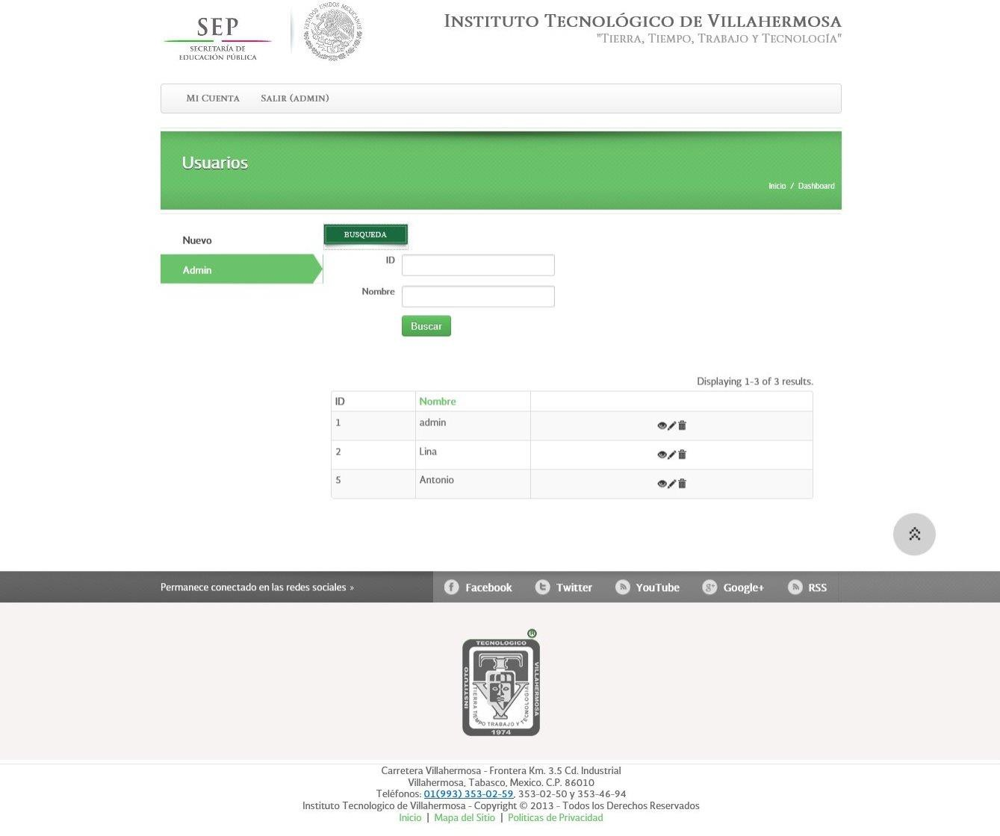 SEP
SECRETARÍA DE
EDUCACIÓN PÚBLICA
ESTADOS UNIDOS MEXICANOS
INSTITUTO TECNOLÓGICO DE VILLAHERMOSA
"TIERRA, TIEMPO, TRABAJO Y TECNOLOGÍA"
MI CUENTA SALIR (ADMIN)
Usuarios
Inicio / Dashboard
Nuevo
Admin
BUSQUEDA
ID
Nombre
Buscar
Displaying 1-3 of 3 results.
ID Nombre
1 admin
2 Lina
5 Antonio
Permanece conectado en las redes sociales »
Facebook Twitter YouTube Google+ RSS
TECNOLOGICO
INSTITUTO
VILLAHERMOSA
TIERRA TIEMPO TRABAJO Y TECNOLOGIA
1974
Carretera Villahermosa - Frontera Km. 3.5 Cd. Industrial
Villahermosa, Tabasco, Mexico. C.P. 86010
Teléfonos: 01(993) 353-02-59, 353-02-50 y 353-46-94
Instituto Tecnologico de Villahermosa - Copyright © 2013 - Todos los Derechos Reservados
Inicio | Mapa del Sitio | Politicas de Privacidad